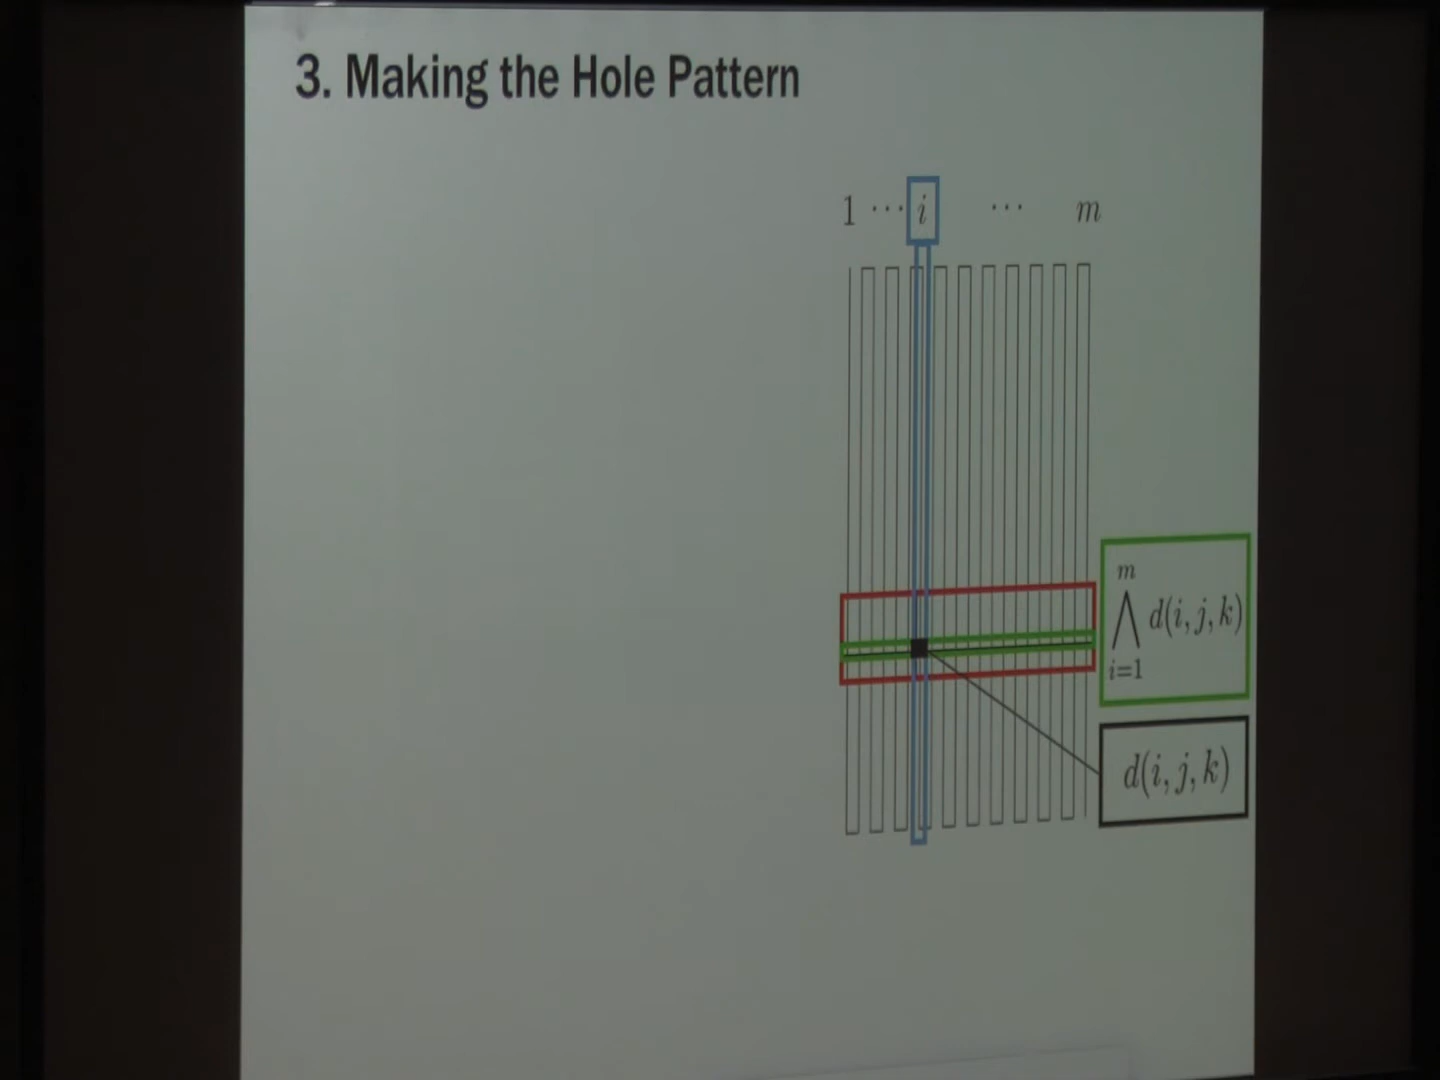 3. Making the Hole Pattern
1 ··· i ··· m
m
⋀ d(i, j, k)
i=1
d(i, j, k)